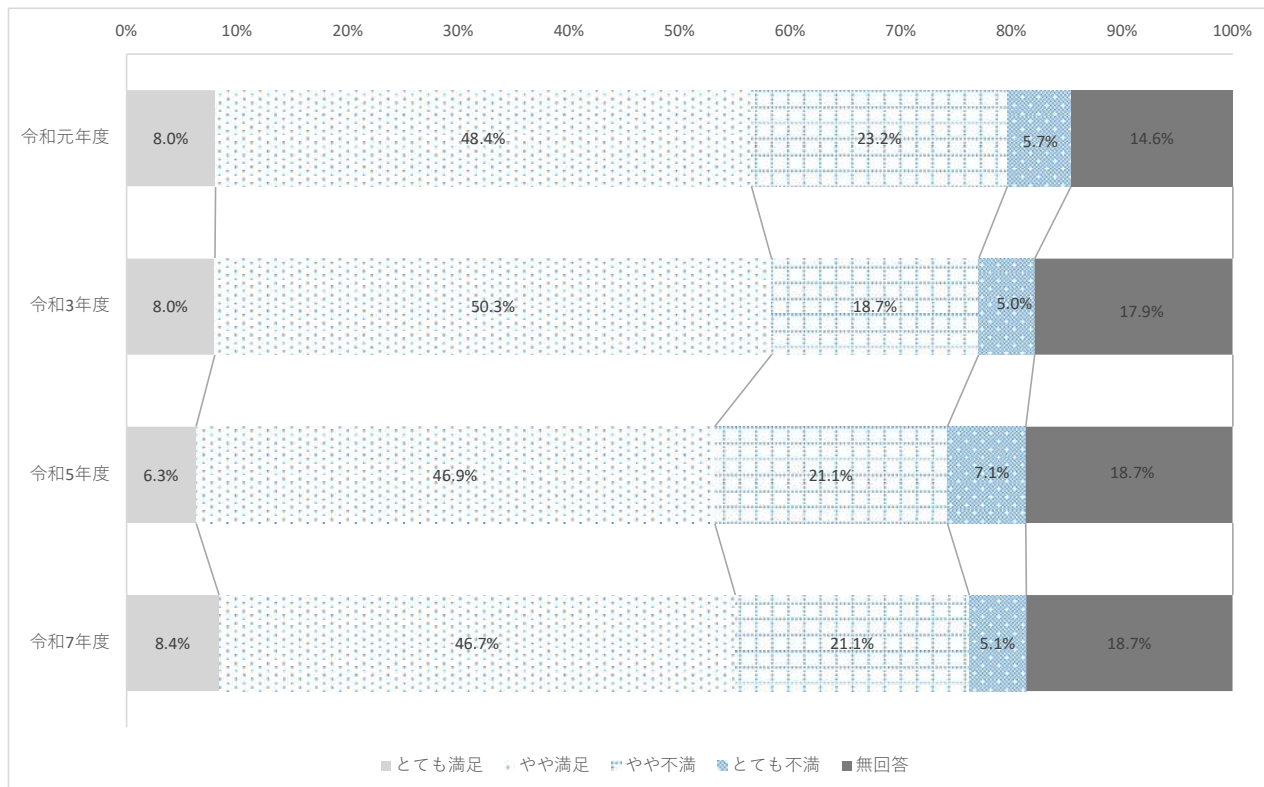 0% 10% 20% 30% 40% 50% 60% 70% 80% 90% 100%
令和元年度 8.0% 48.4% 23.2% 5.7% 14.6%
令和3年度 8.0% 50.3% 18.7% 5.0% 17.9%
令和5年度 6.3% 46.9% 21.1% 7.1% 18.7%
令和7年度 8.4% 46.7% 21.1% 5.1% 18.7%
とても満足 やや満足 やや不満 とても不満 無回答